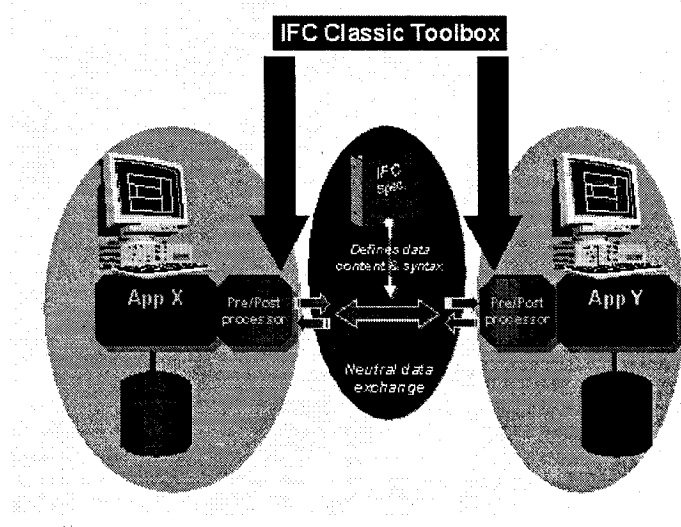 IFC Classic Toolbox
IFC
Spec.
Defines data
content & syntax
App X
Pre/Post
processor
Pre/Post
processor
App Y
Neutral data
exchange